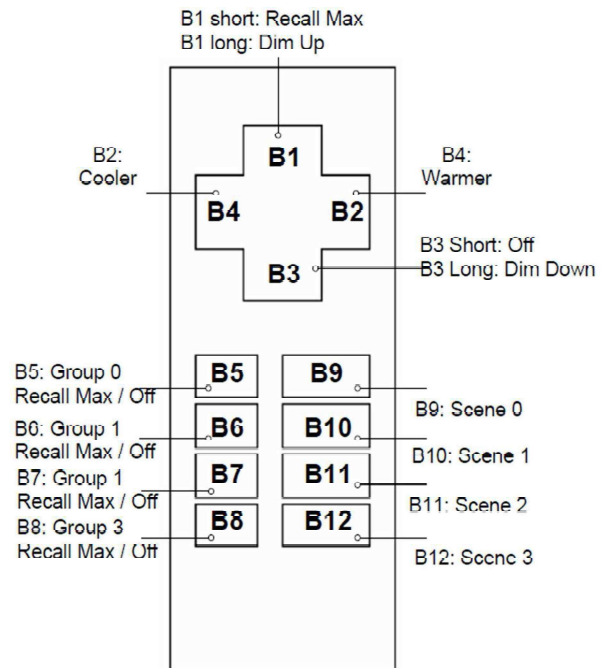 B1 short: Recall Max
B1 long: Dim Up
B2:
Cooler
B4:
Warmer
B1
B4
B2
B3
B3 Short: Off
B3 Long: Dim Down
B5: Group 0
Recall Max / Off
B5
B9
B9: Scene 0
B6: Group 1
Recall Max / Off
B6
B10
B10: Scene 1
B7: Group 1
Recall Max / Off
B7
B11
B11: Scene 2
B8: Group 3
Recall Max / Off
B8
B12
B12: Scene 3